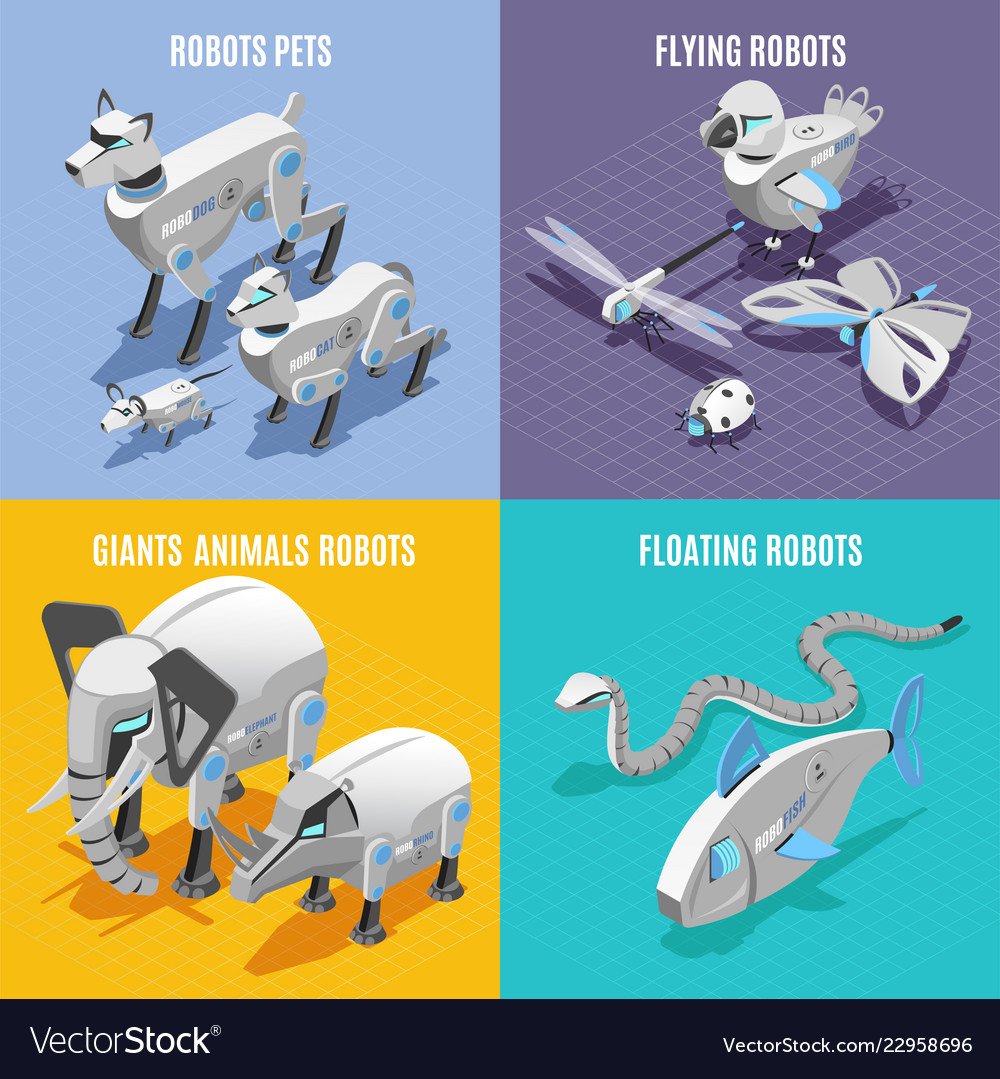 ROBOTS PETS
FLYING ROBOTS
ROBODOG
ROBOCAT
ROBOMOUSE
ROBOBIRD
GIANTS ANIMALS ROBOTS
FLOATING ROBOTS
ROBOELEPHANT
ROBORHINO
ROBOFISH
VectorStock®
VectorStock.com/22958696